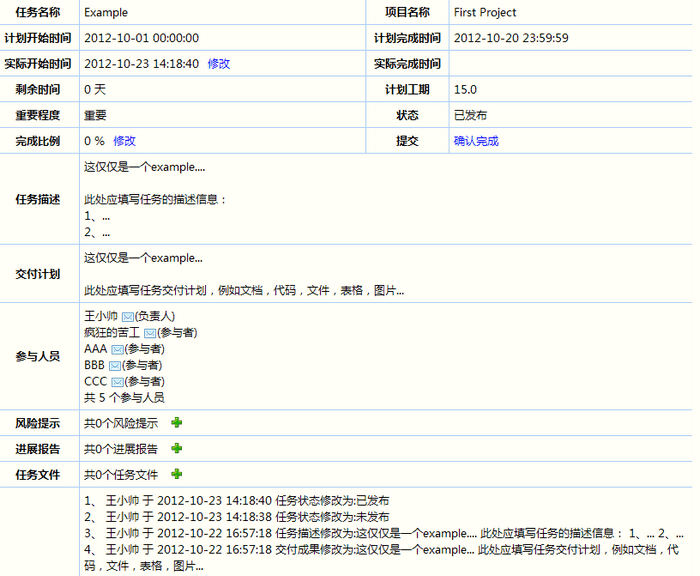 任务名称 Example 项目名称 First Project
计划开始时间 2012-10-01 00:00:00 计划完成时间 2012-10-20 23:59:59
实际开始时间 2012-10-23 14:18:40 修改 实际完成时间
剩余时间 0 天 计划工期 15.0
重要程度 重要 状态 已发布
完成比例 0 % 修改 提交 确认完成
任务描述
这仅仅是一个example....
此处应填写任务的描述信息：
1、...
2、...
交付计划
这仅仅是一个example...
此处应填写任务交付计划，例如文档，代码，文件，表格，图片...
参与人员
王小帅 (负责人)
疯狂的苦工 (参与者)
AAA (参与者)
BBB (参与者)
CCC (参与者)
共 5 个参与人员
风险提示 共0个风险提示
进展报告 共0个进展报告
任务文件 共0个任务文件
1、 王小帅 于 2012-10-23 14:18:40 任务状态修改为:已发布
2、 王小帅 于 2012-10-23 14:18:38 任务状态修改为:未发布
3、 王小帅 于 2012-10-22 16:57:18 任务描述修改为:这仅仅是一个example.... 此处应填写任务的描述信息： 1、... 2、...
4、 王小帅 于 2012-10-22 16:57:18 交付成果修改为:这仅仅是一个example... 此处应填写任务交付计划，例如文档，代
码，文件，表格，图片...